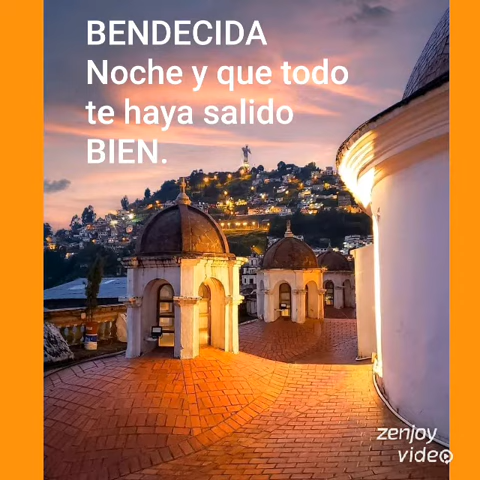 BENDECIDA
Noche y que todo
te haya salido
BIEN.
zenjoy
video